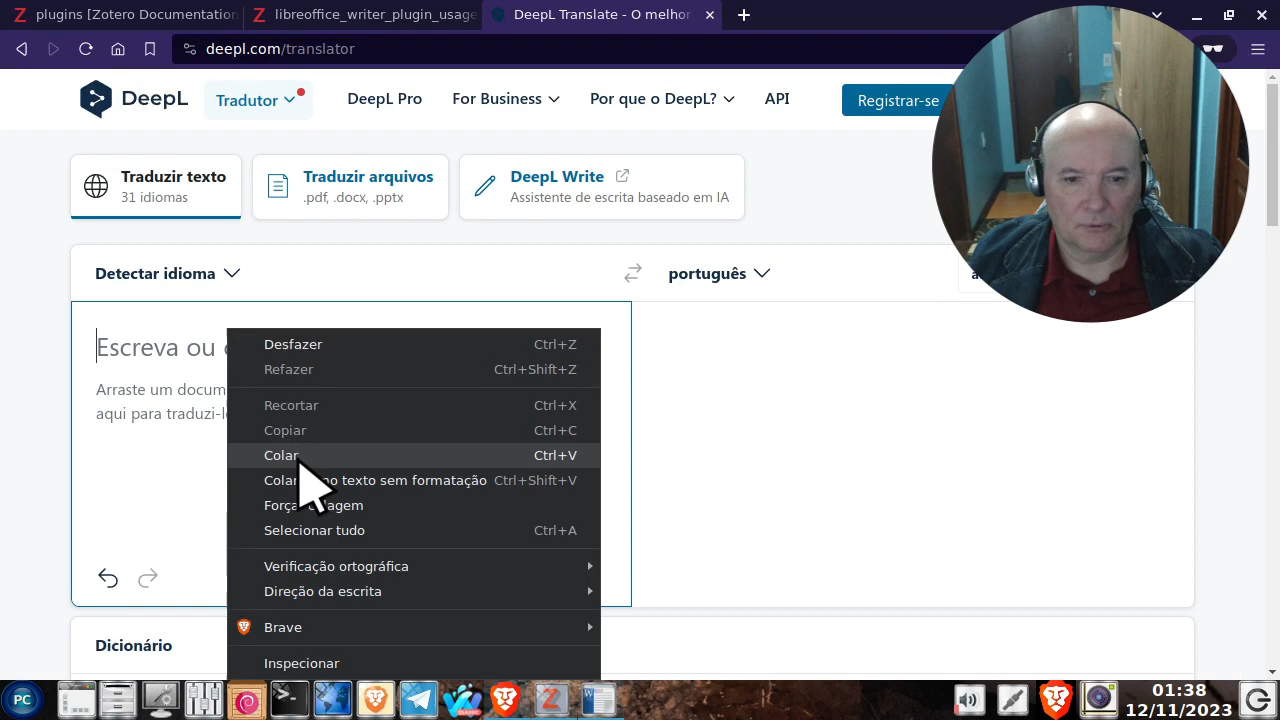 plugins [Zotero Documentation
libreoffice_writer_plugin_usage
DeepL Translate - O melhor
deepl.com/translator
DeepL
Tradutor
DeepL Pro
For Business
Por que o DeepL?
API
Registrar-se
Traduzir texto
31 idiomas
Traduzir arquivos
.pdf, .docx, .pptx
DeepL Write
Assistente de escrita baseado em IA
Detectar idioma
português
Escreva ou
Arraste um docum
aqui para traduzi-l
Desfazer Ctrl+Z
Refazer Ctrl+Shift+Z
Recortar Ctrl+X
Copiar Ctrl+C
Colar Ctrl+V
Colar texto sem formatação Ctrl+Shift+V
Selecionar tudo Ctrl+A
Verificação ortográfica
Direção da escrita
Brave
Inspecionar
Dicionário
PC
01:38
12/11/2023